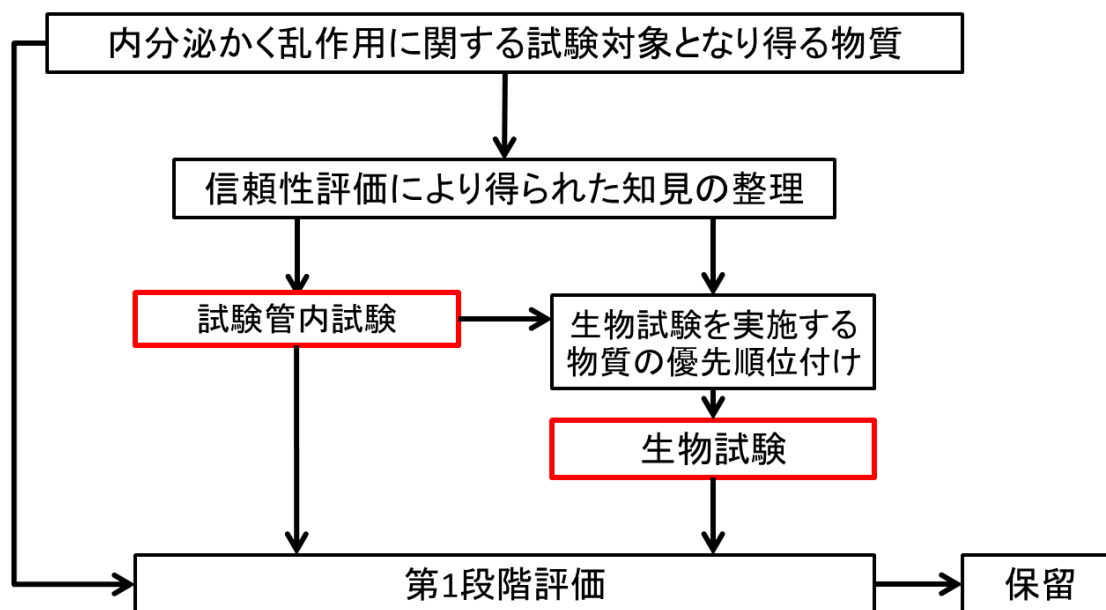 内分泌かく乱作用に関する試験対象となり得る物質
信頼性評価により得られた知見の整理
試験管内試験
生物試験を実施する
物質の優先順位付け
生物試験
第1段階評価
保留